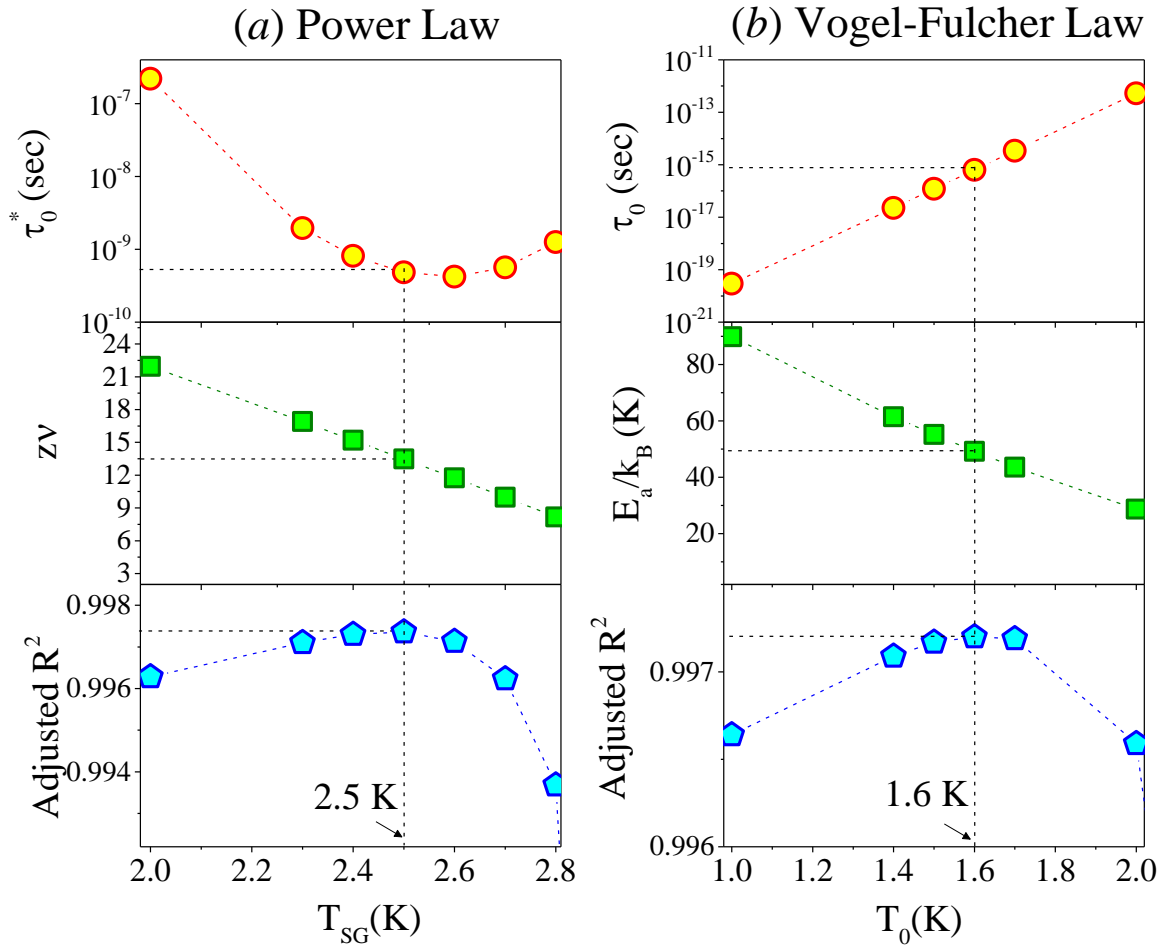 (a) Power Law
10^-7
10^-8
10^-9
10^-10
τ_0^* (sec)
24
21
18
15
12
9
6
3
zν
0.998
0.996
0.994
Adjusted R^2
2.5 K
2.0 2.2 2.4 2.6 2.8
T_SG(K)
(b) Vogel-Fulcher Law
10^-11
10^-13
10^-15
10^-17
10^-19
10^-21
τ_0 (sec)
80
60
40
20
E_a/k_B (K)
0.997
0.996
Adjusted R^2
1.6 K
1.0 1.2 1.4 1.6 1.8 2.0
T_0(K)